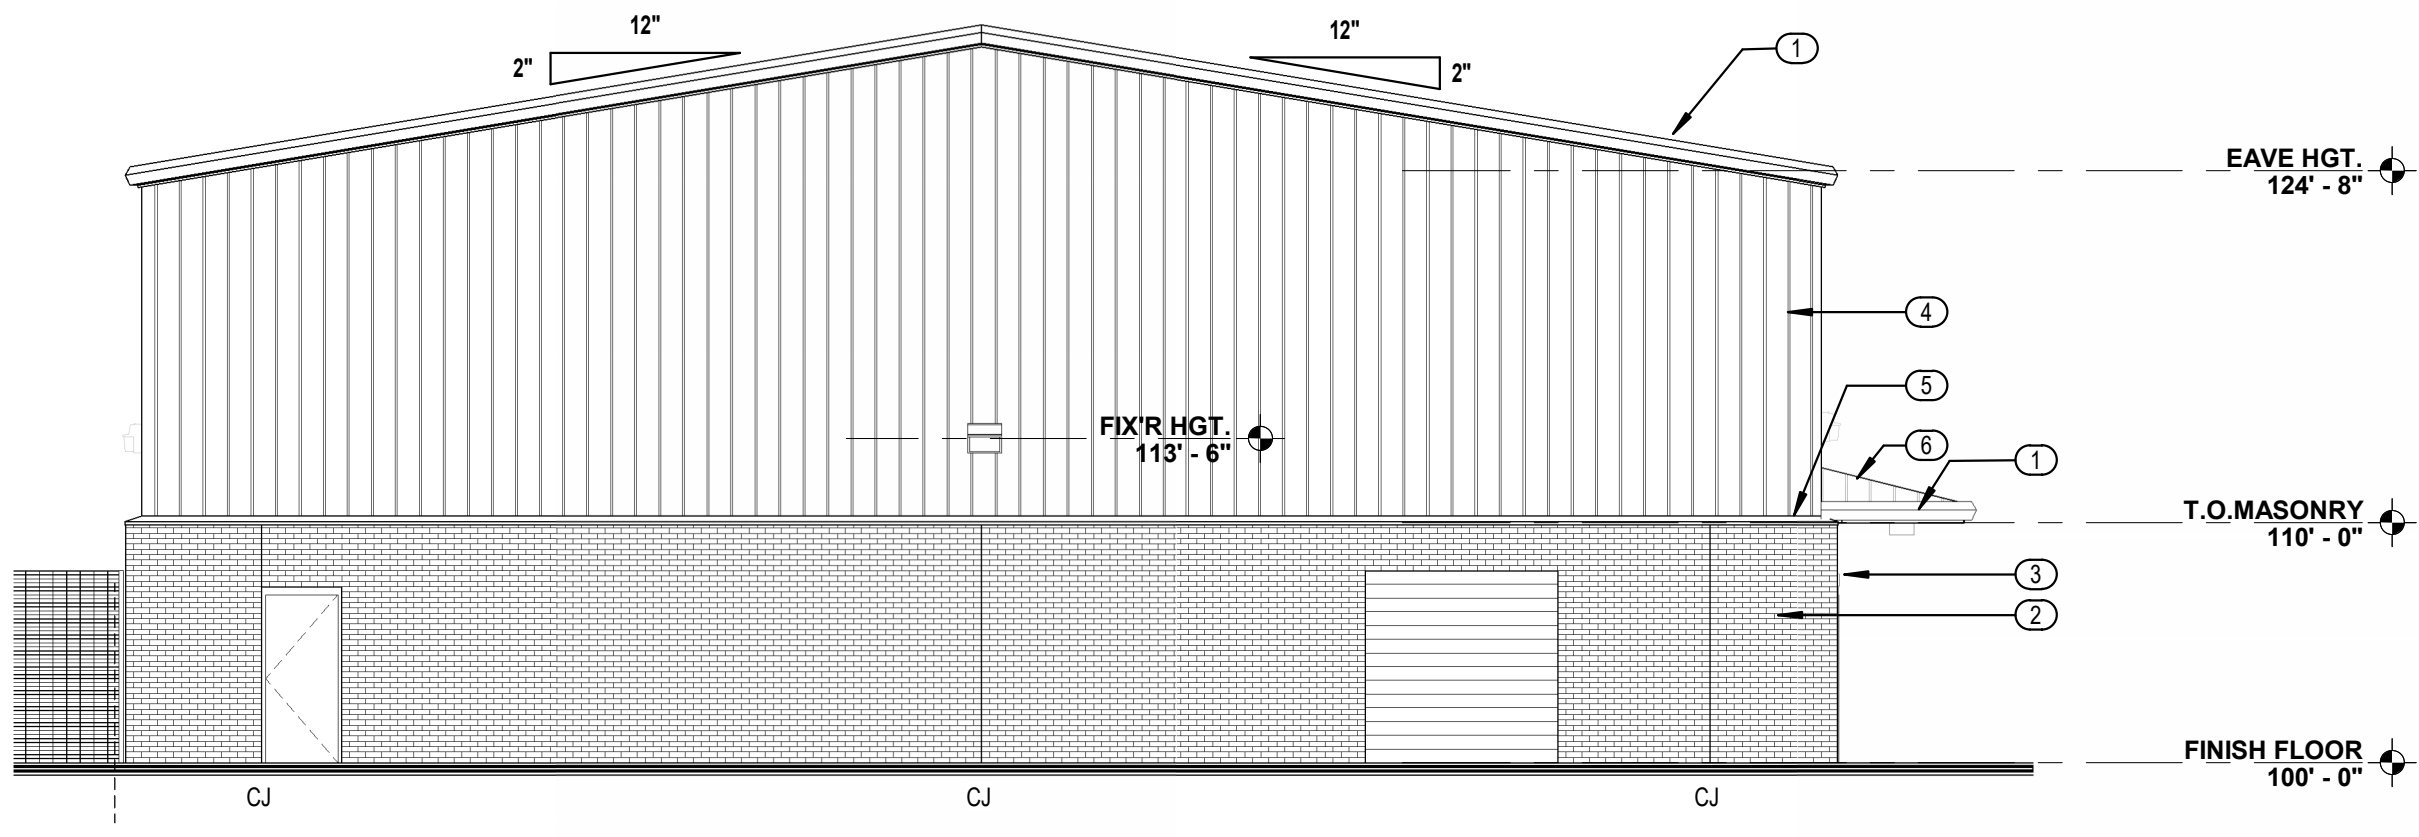 12"
2"
12"
2"
1
EAVE HGT.
124' - 8"
4
5
FIX'R HGT.
113' - 6"
6
1
T.O.MASONRY
110' - 0"
3
2
FINISH FLOOR
100' - 0"
CJ
CJ
CJ